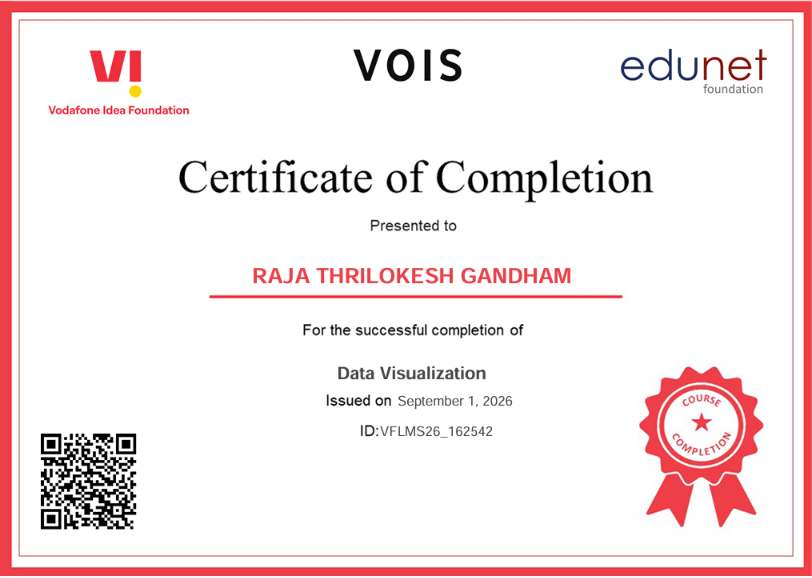 VI
Vodafone Idea Foundation
VOIS
edunet
foundation
Certificate of Completion
Presented to
RAJA THRILOKESH GANDHAM
For the successful completion of
Data Visualization
Issued on September 1, 2026
ID:VFLMS26_162542
COURSE
COMPLETION